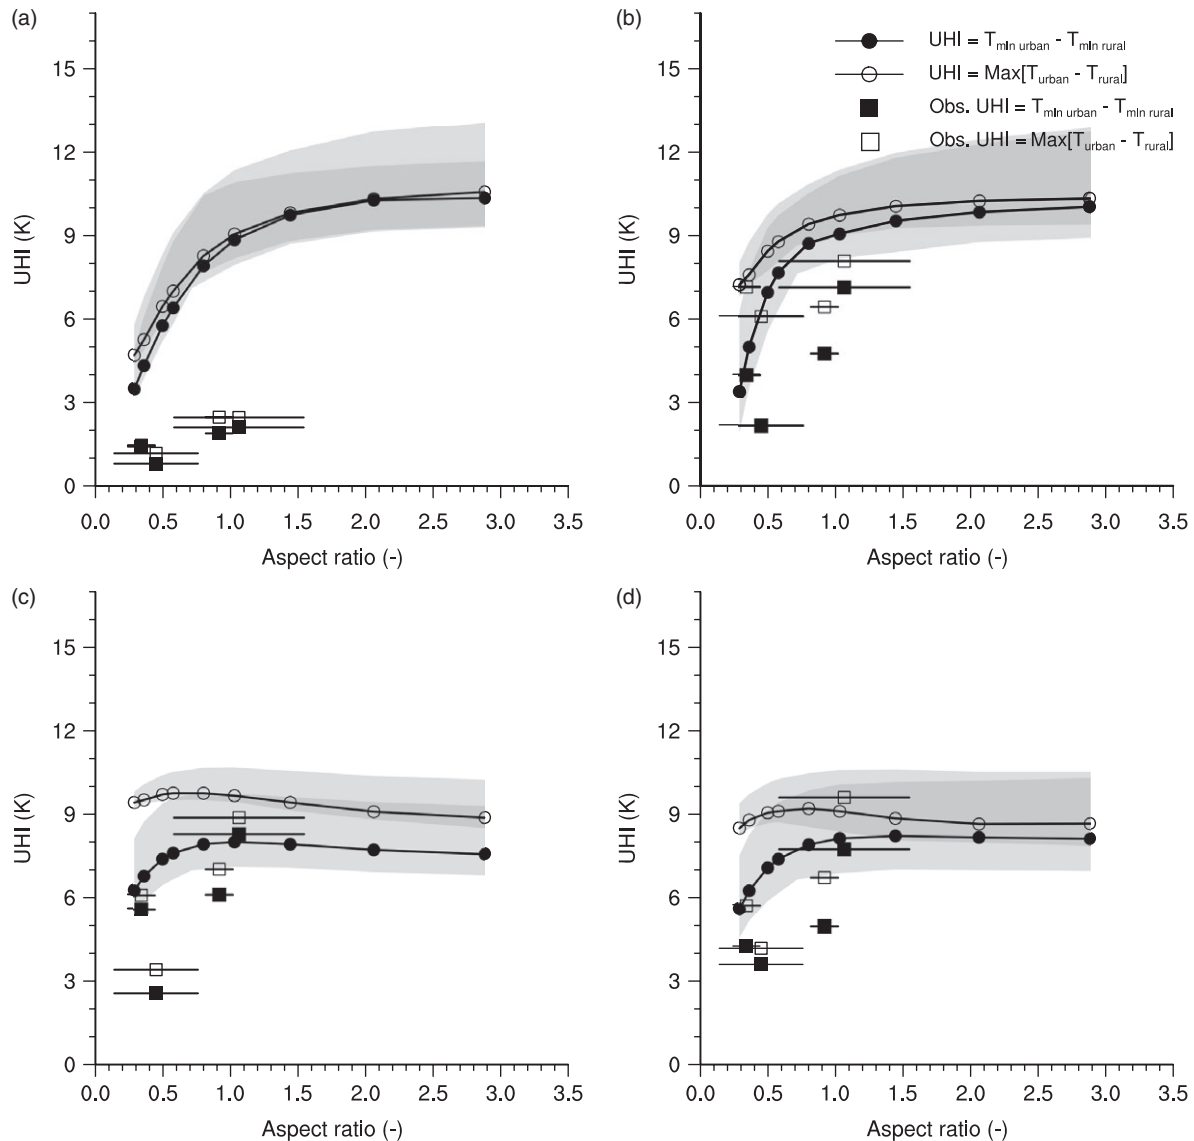 (a)
15
12
9
6
3
0
UHI (K)
0.0 0.5 1.0 1.5 2.0 2.5 3.0 3.5
Aspect ratio (-)
(b)
UHI = Tmin urban - Tmin rural
UHI = Max[Turban - Trural]
Obs. UHI = Tmin urban - Tmin rural
Obs. UHI = Max[Turban - Trural]
15
12
9
6
3
0
UHI (K)
0.0 0.5 1.0 1.5 2.0 2.5 3.0 3.5
Aspect ratio (-)
(c)
15
12
9
6
3
0
UHI (K)
0.0 0.5 1.0 1.5 2.0 2.5 3.0 3.5
Aspect ratio (-)
(d)
15
12
9
6
3
0
UHI (K)
0.0 0.5 1.0 1.5 2.0 2.5 3.0 3.5
Aspect ratio (-)